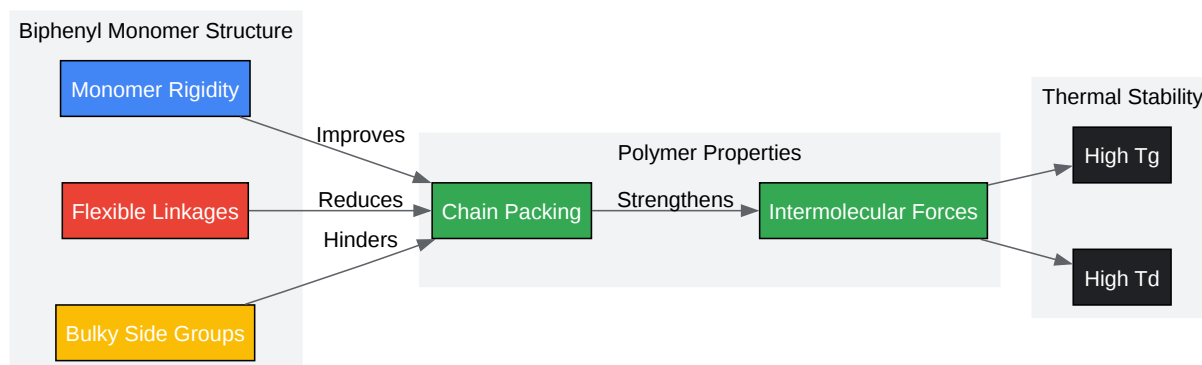 Biphenyl Monomer Structure
Monomer Rigidity
Flexible Linkages
Bulky Side Groups
Improves
Reduces
Hinders
Polymer Properties
Chain Packing
Strengthens
Intermolecular Forces
Thermal Stability
High Tg
High Td